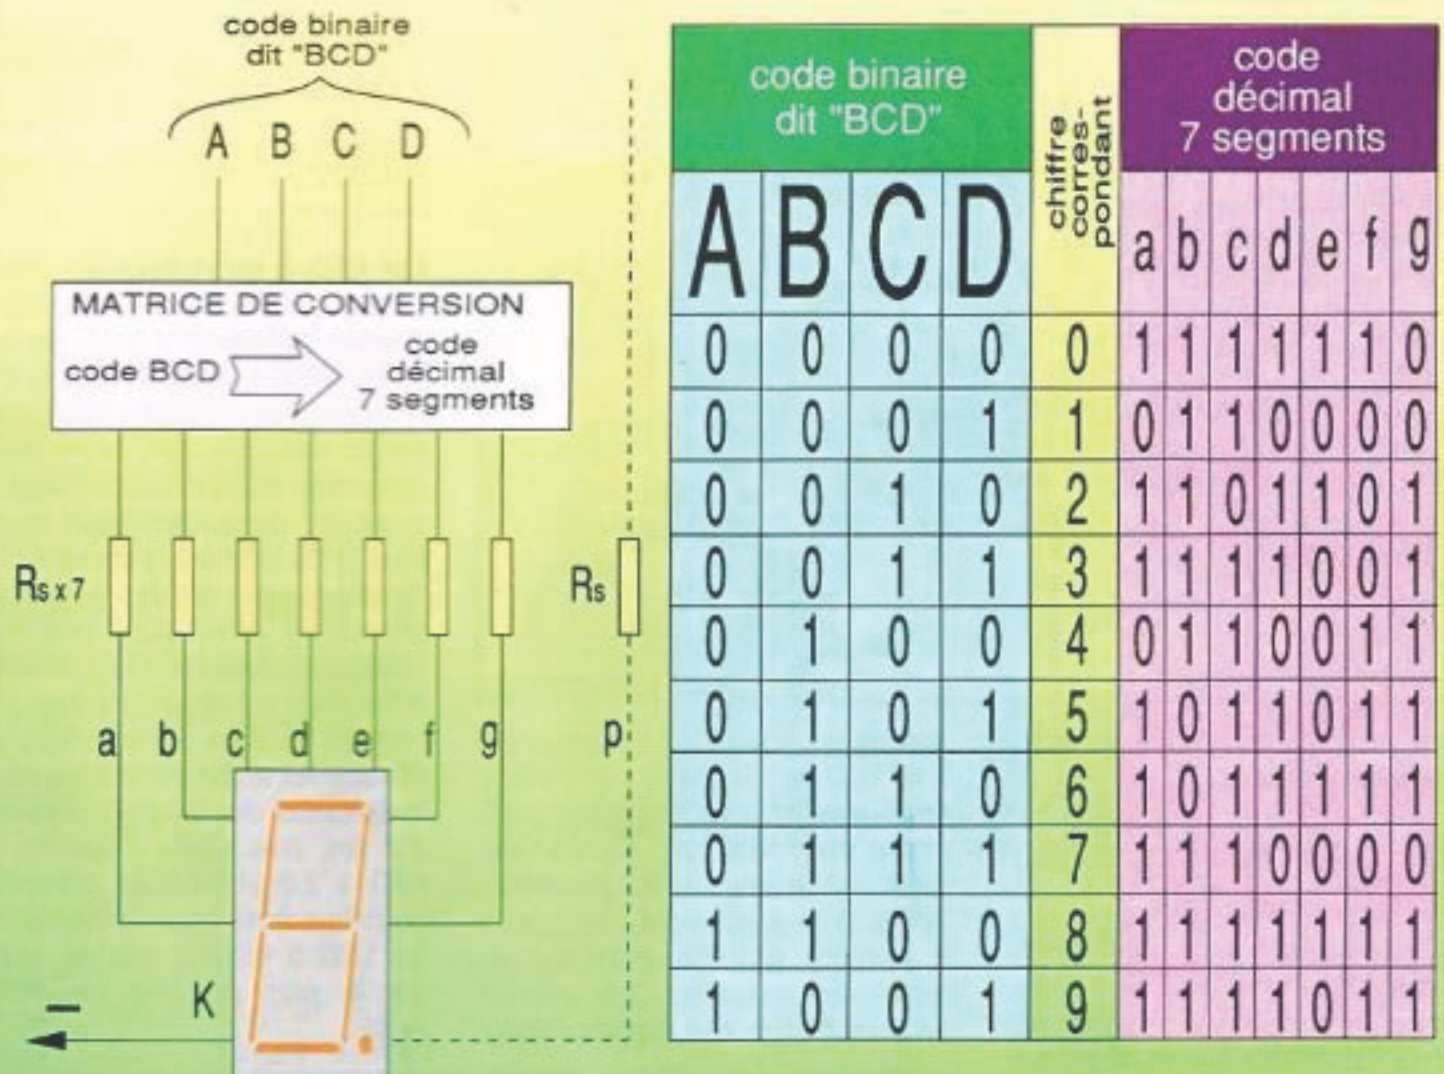 code binaire
dit "BCD"
A B C D
MATRICE DE CONVERSION
code BCD
code
décimal
7 segments
Rs x 7
Rs
a b c d e f g p
K
–
code binaire
dit "BCD"
chiffre
corres-
pondant
code
décimal
7 segments
A B C D a b c d e f g
0 0 0 0 0 1 1 1 1 1 1 0
0 0 0 1 1 0 1 1 0 0 0 0
0 0 1 0 2 1 1 0 1 1 0 1
0 0 1 1 3 1 1 1 1 0 0 1
0 1 0 0 4 0 1 1 0 0 1 1
0 1 0 1 5 1 0 1 1 0 1 1
0 1 1 0 6 1 0 1 1 1 1 1
0 1 1 1 7 1 1 1 0 0 0 0
1 1 0 0 8 1 1 1 1 1 1 1
1 0 0 1 9 1 1 1 1 0 1 1